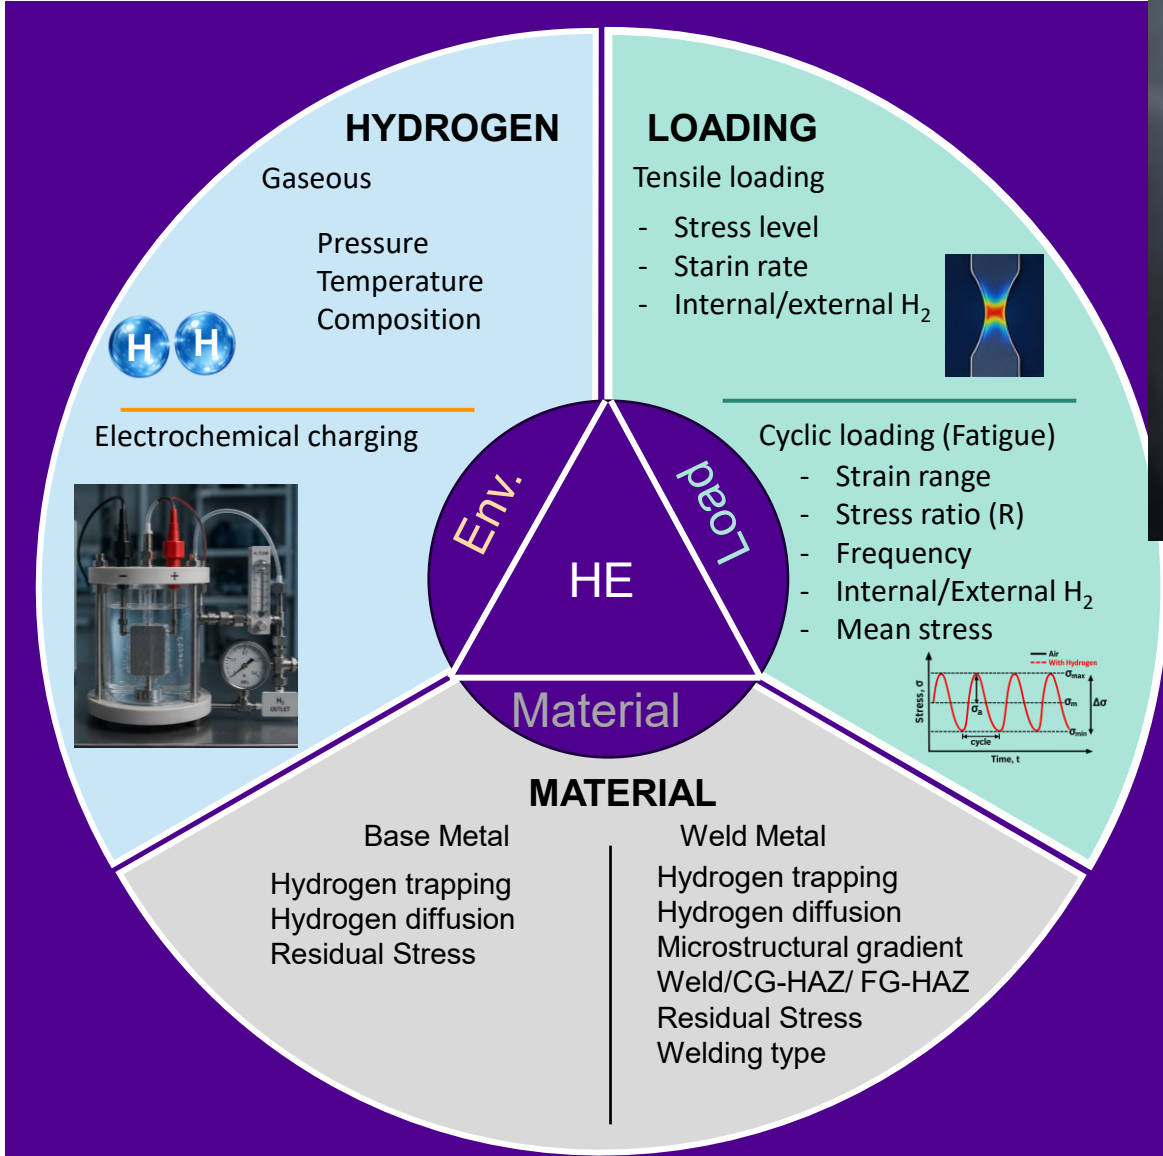 HYDROGEN
Gaseous
Pressure
Temperature
Composition
H H
Electrochemical charging
- +
H₂
OUTLET
LOADING
Tensile loading
- Stress level
- Starin rate
- Internal/external H₂
Cyclic loading (Fatigue)
- Strain range
- Stress ratio (R)
- Frequency
- Internal/External H₂
- Mean stress
Air
With Hydrogen
Stress, σ
σmax
σm
Δσ
σa
σmin
cycle
Time, t
Env.
Load
HE
Material
MATERIAL
Base Metal
Hydrogen trapping
Hydrogen diffusion
Residual Stress
Weld Metal
Hydrogen trapping
Hydrogen diffusion
Microstructural gradient
Weld/CG-HAZ/ FG-HAZ
Residual Stress
Welding type